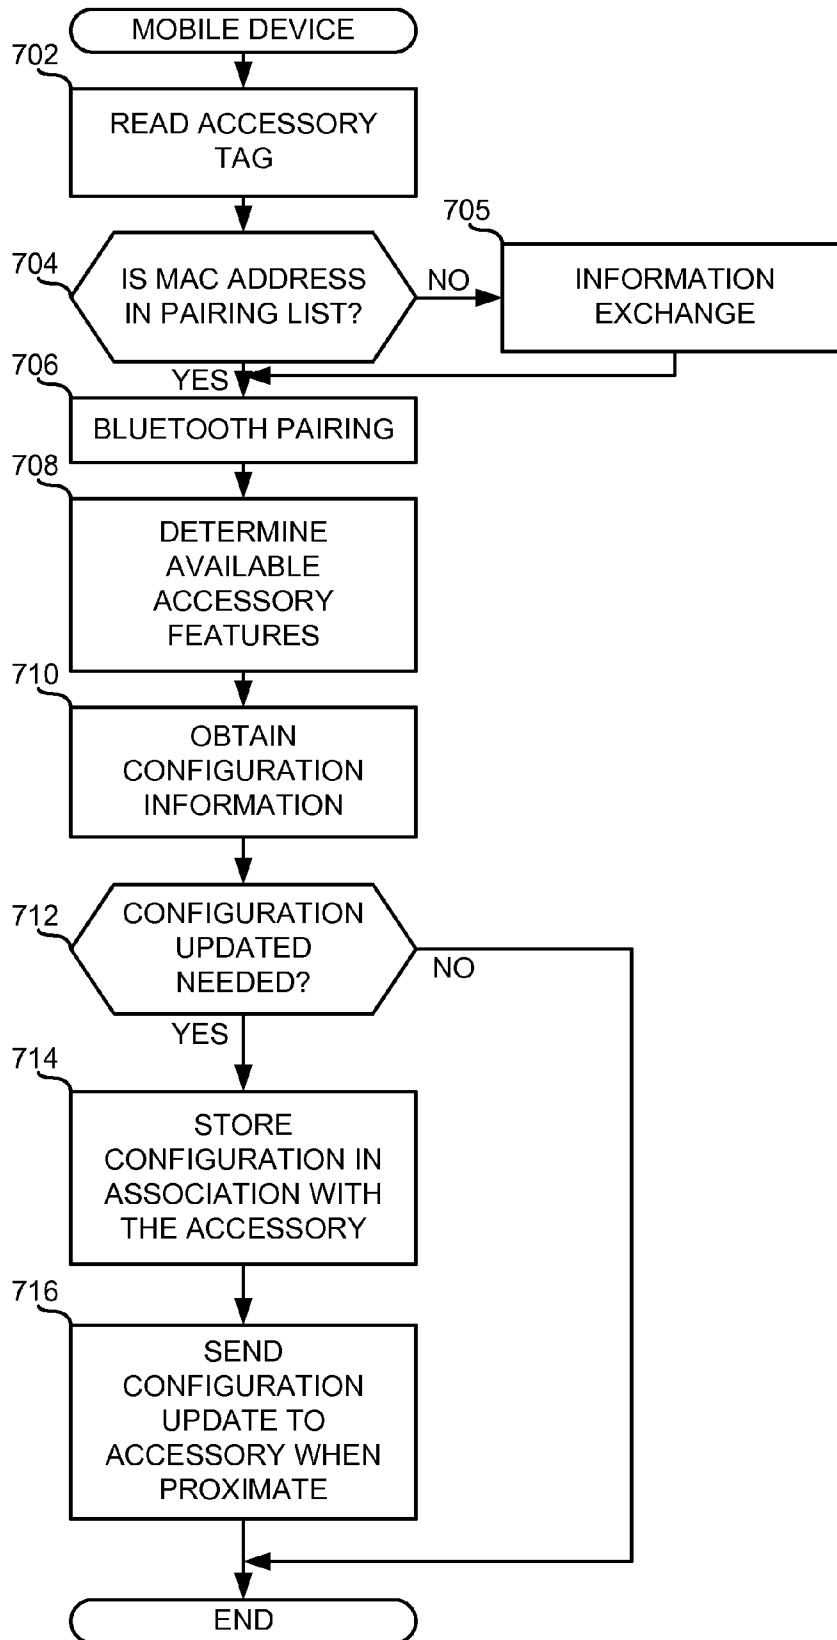 MOBILE DEVICE
702
READ ACCESSORY
TAG
705
704
IS MAC ADDRESS
IN PAIRING LIST?
NO
INFORMATION
EXCHANGE
706
YES
BLUETOOTH PAIRING
708
DETERMINE
AVAILABLE
ACCESSORY
FEATURES
710
OBTAIN
CONFIGURATION
INFORMATION
712
CONFIGURATION
UPDATED
NEEDED?
NO
YES
714
STORE
CONFIGURATION IN
ASSOCIATION WITH
THE ACCESSORY
716
SEND
CONFIGURATION
UPDATE TO
ACCESSORY WHEN
PROXIMATE
END